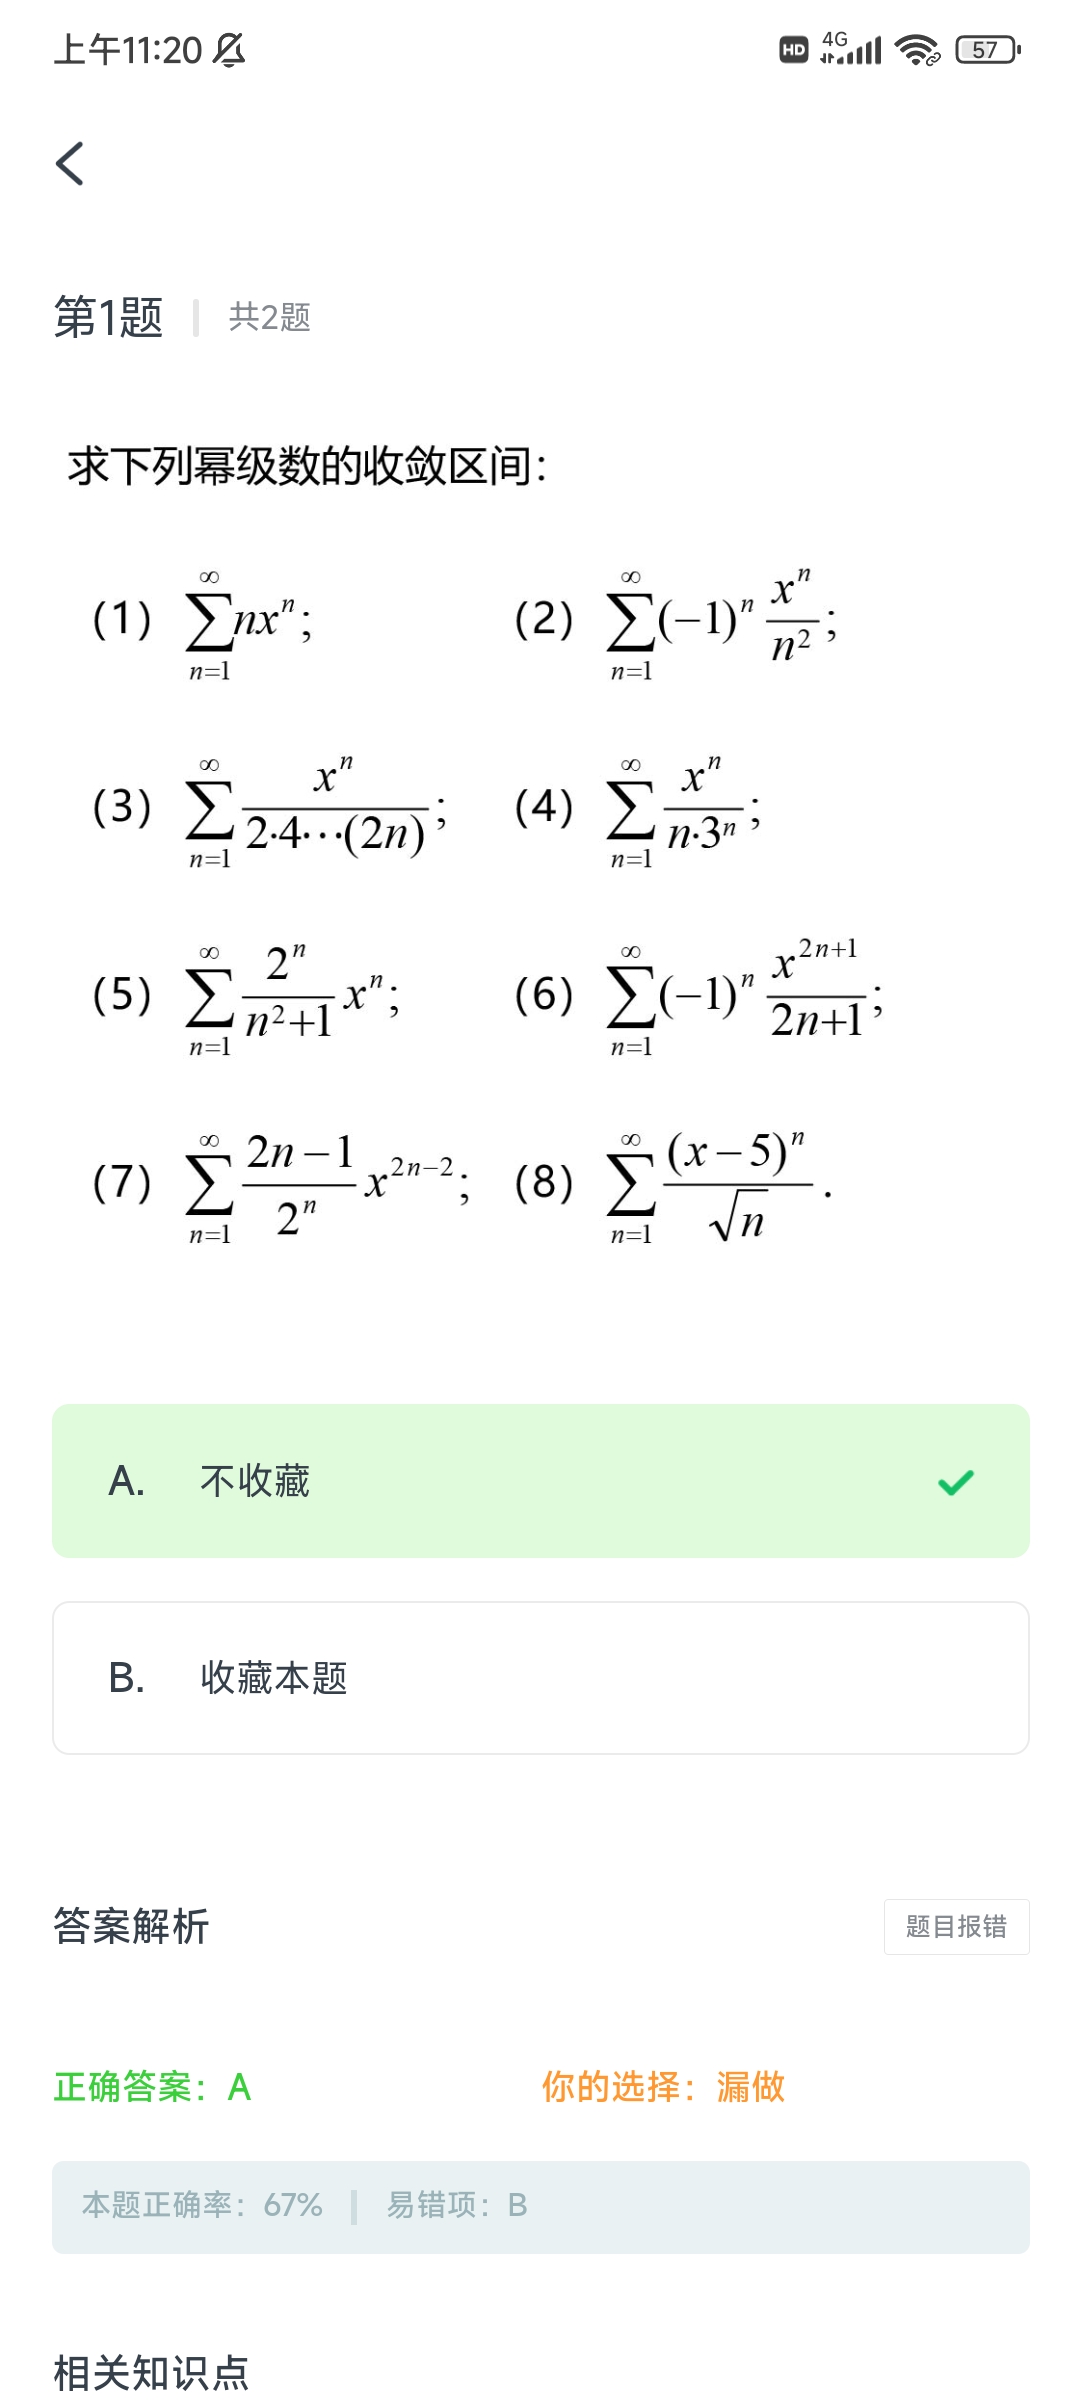 上午11:20
HD 4G 57
第1题 共2题
求下列幂级数的收敛区间:
(1) $\sum_{n=1}^{\infty} nx^n$; (2) $\sum_{n=1}^{\infty} (-1)^n \frac{x^n}{n^2}$;
(3) $\sum_{n=1}^{\infty} \frac{x^n}{2·4···(2n)}$; (4) $\sum_{n=1}^{\infty} \frac{x^n}{n·3^n}$;
(5) $\sum_{n=1}^{\infty} \frac{2^n}{n^2+1} x^n$; (6) $\sum_{n=1}^{\infty} (-1)^n \frac{x^{2n+1}}{2n+1}$;
(7) $\sum_{n=1}^{\infty} \frac{2n-1}{2^n} x^{2n-2}$; (8) $\sum_{n=1}^{\infty} \frac{(x-5)^n}{\sqrt{n}}$.
A. 不收藏
B. 收藏本题
答案解析 题目报错
正确答案：A 你的选择：漏做
本题正确率：67% 易错项：B
相关知识点